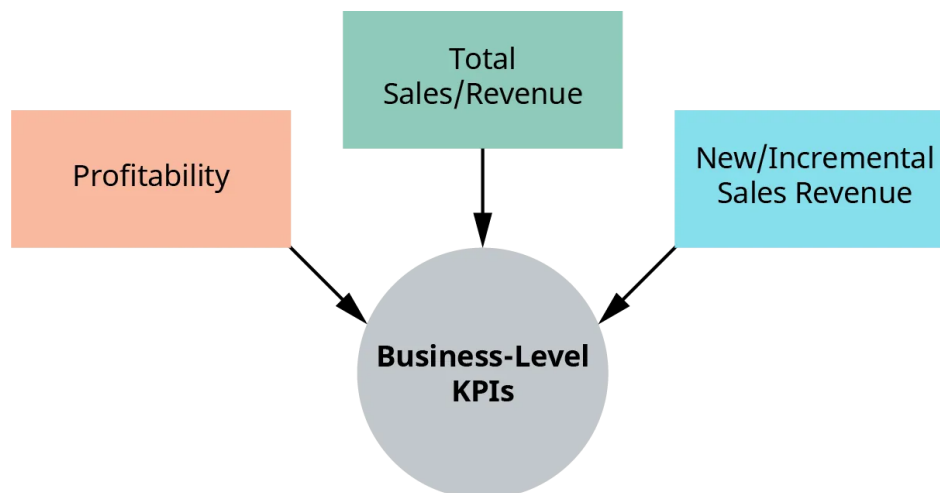 Total
Sales/Revenue
Profitability
New/Incremental
Sales Revenue
Business-Level
KPIs